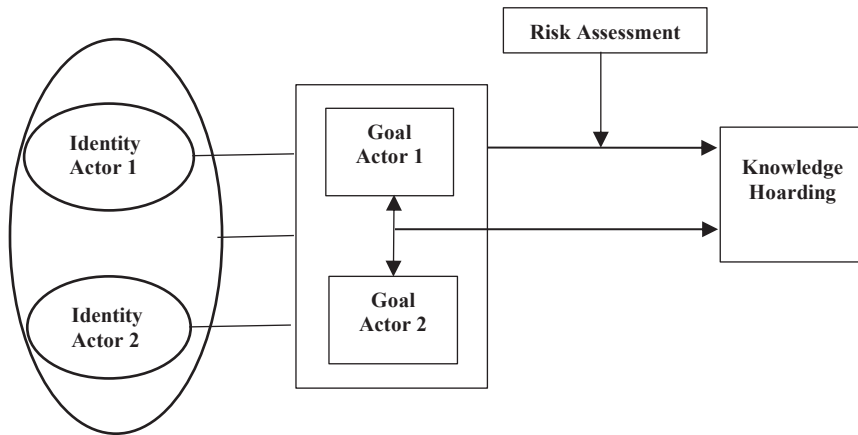 Risk Assessment
Identity
Actor 1
Goal
Actor 1
Knowledge
Hoarding
Identity
Actor 2
Goal
Actor 2